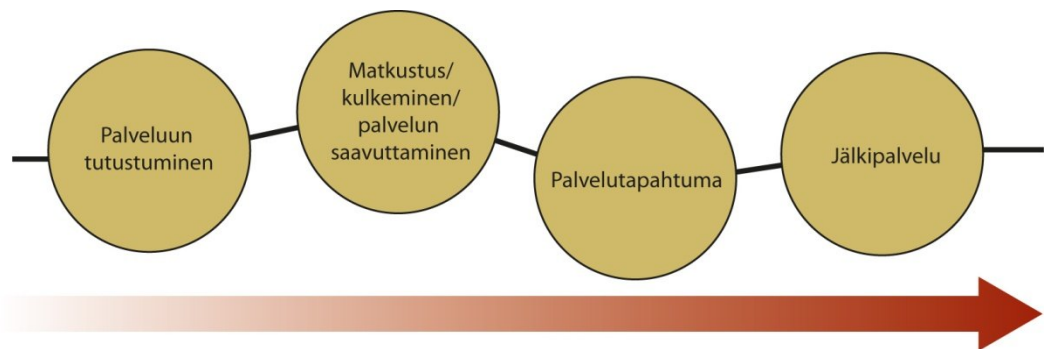 Palveluun
tutustuminen
Matkustus/
kulkeminen/
palvelun
saavuttaminen
Palvelutapahtuma
Jälkipalvelu